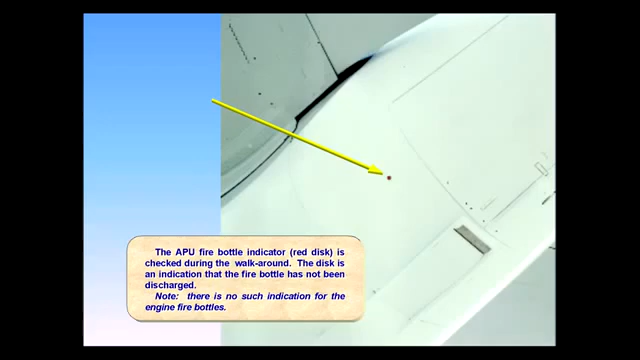 The APU fire bottle indicator (red disk) is
checked during the walk-around. The disk is
an indication that the fire bottle has not been
discharged.
Note: there is no such indication for the
engine fire bottles.